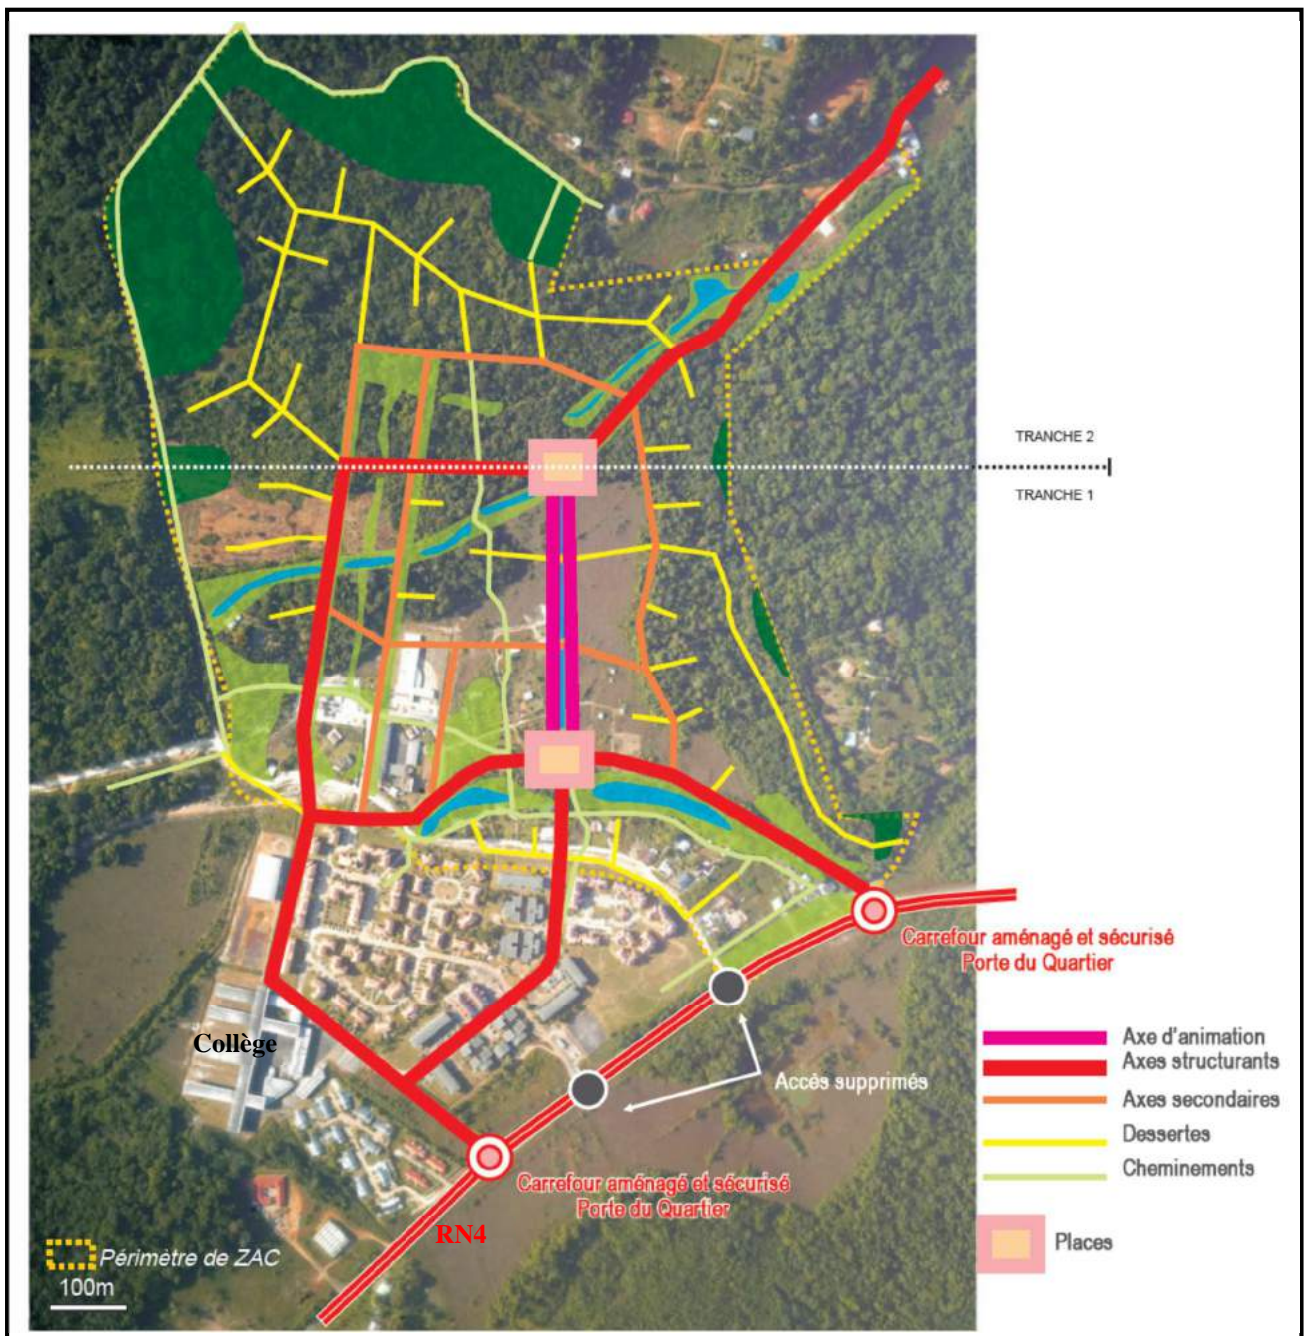 TRANCHE 2
TRANCHE 1
Carrefour aménagé et sécurisé
Porte du Quartier
Collège
Accès supprimés
Axe d'animation
Axes structurants
Axes secondaires
Dessertes
Cheminements
Carrefour aménagé et sécurisé
Porte du Quartier
RN4
Places
Périmètre de ZAC
100m